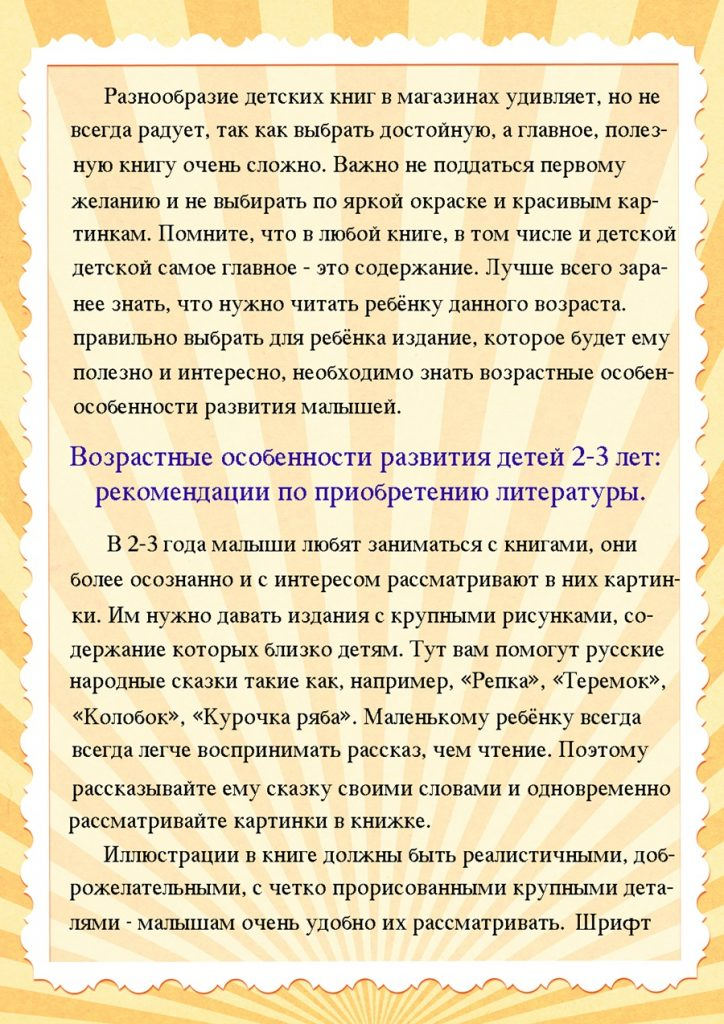 Разнообразие детских книг в магазинах удивляет, но не
всегда радует, так как выбрать достойную, а главное, полез-
ную книгу очень сложно. Важно не поддаться первому
желанию и не выбирать по яркой окраске и красивым кар-
тинкам. Помните, что в любой книге, в том числе и детской
детской самое главное - это содержание. Лучше всего зара-
нее знать, что нужно читать ребёнку данного возраста.
правильно выбрать для ребёнка издание, которое будет ему
полезно и интересно, необходимо знать возрастные особен-
особенности развития малышей.
Возрастные особенности развития детей 2-3 лет:
рекомендации по приобретению литературы.
В 2-3 года малыши любят заниматься с книгами, они
более осознанно и с интересом рассматривают в них картин-
ки. Им нужно давать издания с крупными рисунками, со-
держание которых близко детям. Тут вам помогут русские
народные сказки такие как, например, «Репка», «Теремок»,
«Колобок», «Курочка ряба». Маленькому ребёнку всегда
всегда легче воспринимать рассказ, чем чтение. Поэтому
рассказывайте ему сказку своими словами и одновременно
рассматривайте картинки в книжке.
Иллюстрации в книге должны быть реалистичными, доб-
рожелательными, с четко прорисованными крупными дета-
лями - малышам очень удобно их рассматривать. Шрифт